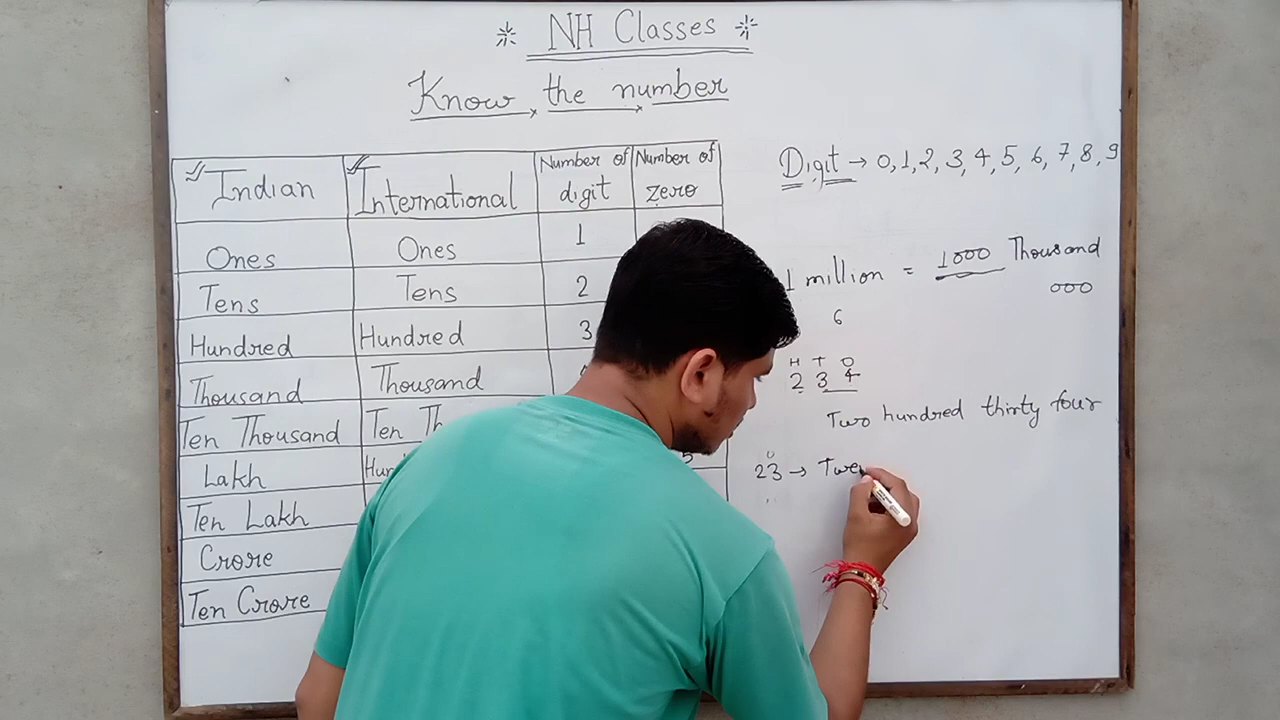 NH Classes
Know the number
Indian International Number of digit Number of zero
Ones Ones 1
Tens Tens 2
Hundred Hundred 3
Thousand Thousand
Ten Thousand Ten Th
Lakh Hun 5
Ten Lakh
Crore
Ten Crore
Digit → 0, 1, 2, 3, 4, 5, 6, 7, 8, 9
1 million = 1000 Thousand
000
6
H T O
2 3 4
Two hundred thirty four
23 → Twe